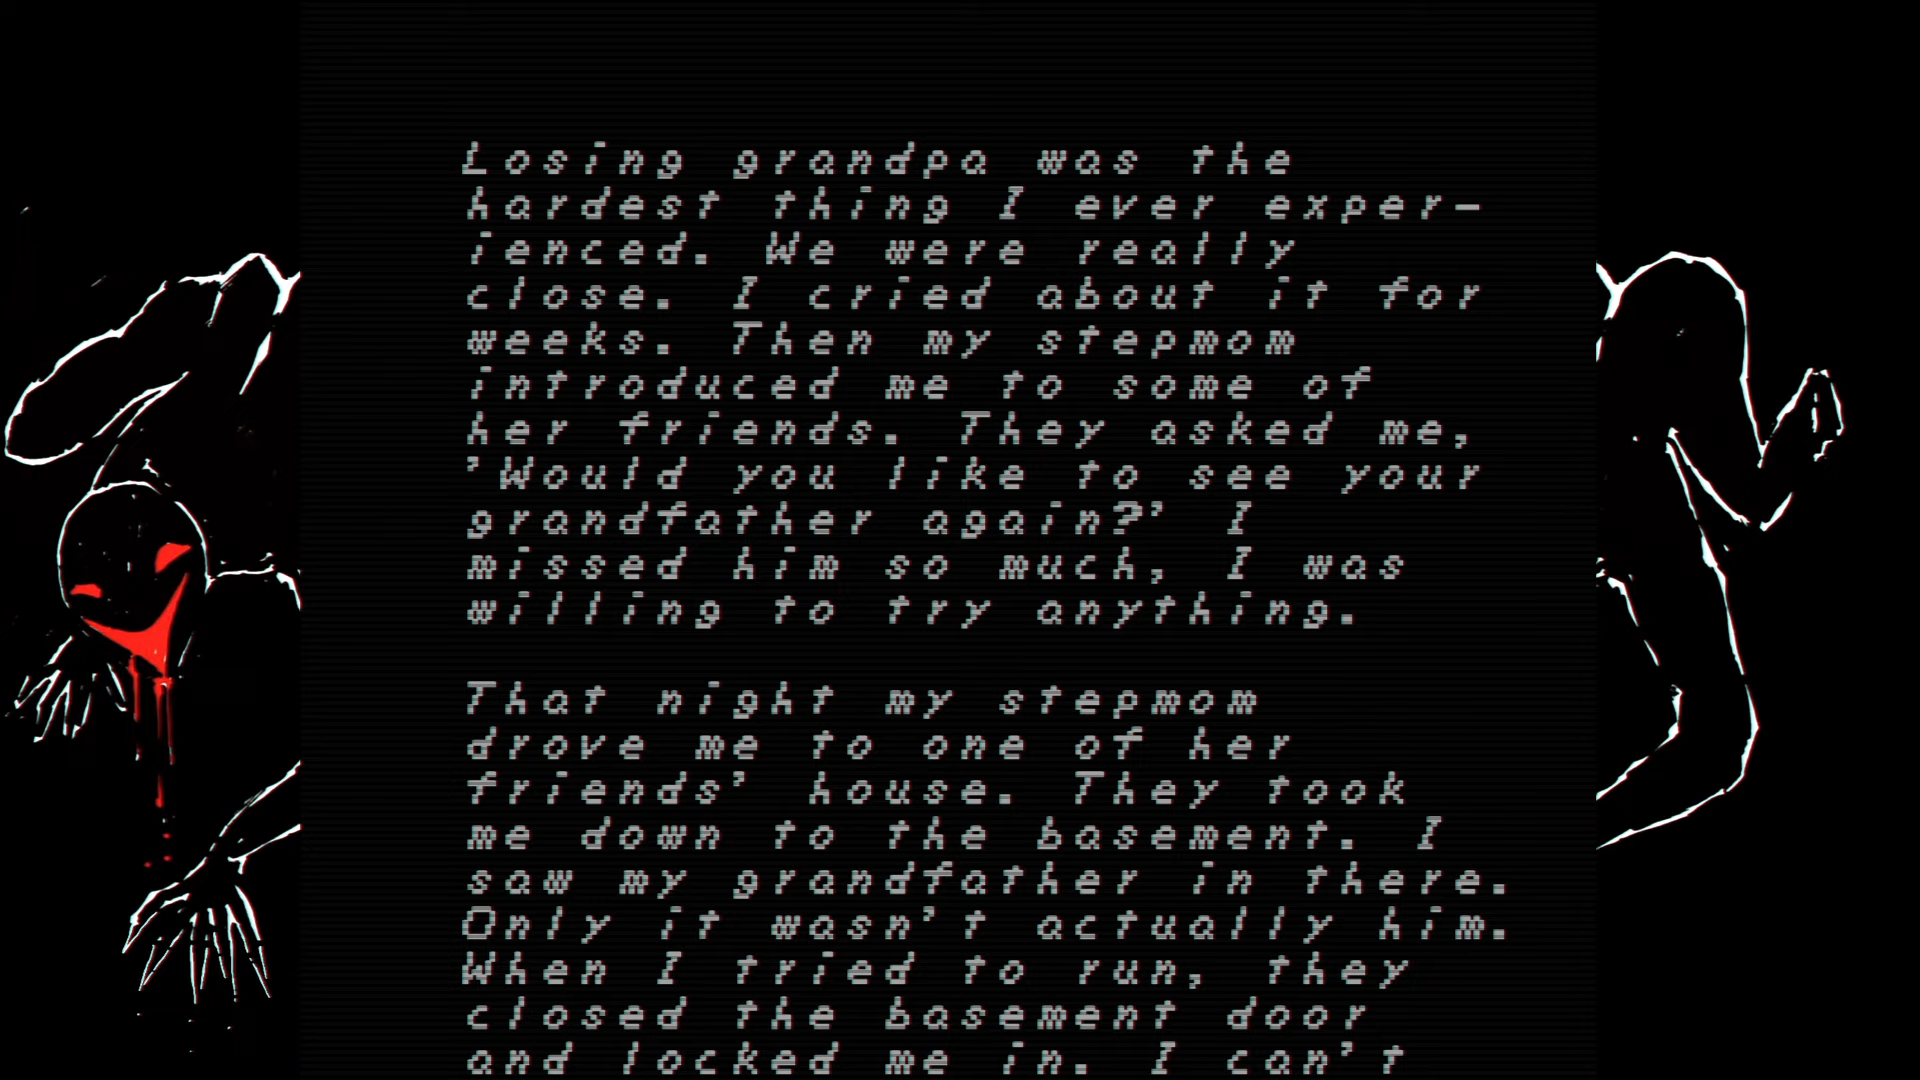 Losing grandpa was the
hardest thing I ever exper-
ienced. We were really
close. I cried about it for
weeks. Then my stepmom
introduced me to some of
her friends. They asked me,
'Would you like to see your
grandfather again?' I
missed him so much, I was
willing to try anything.
That night my stepmom
drove me to one of her
friends' house. They took
me down to the basement. I
saw my grandfather in there.
Only it wasn't actually him.
When I tried to run, they
closed the basement door
and locked me in. I can't